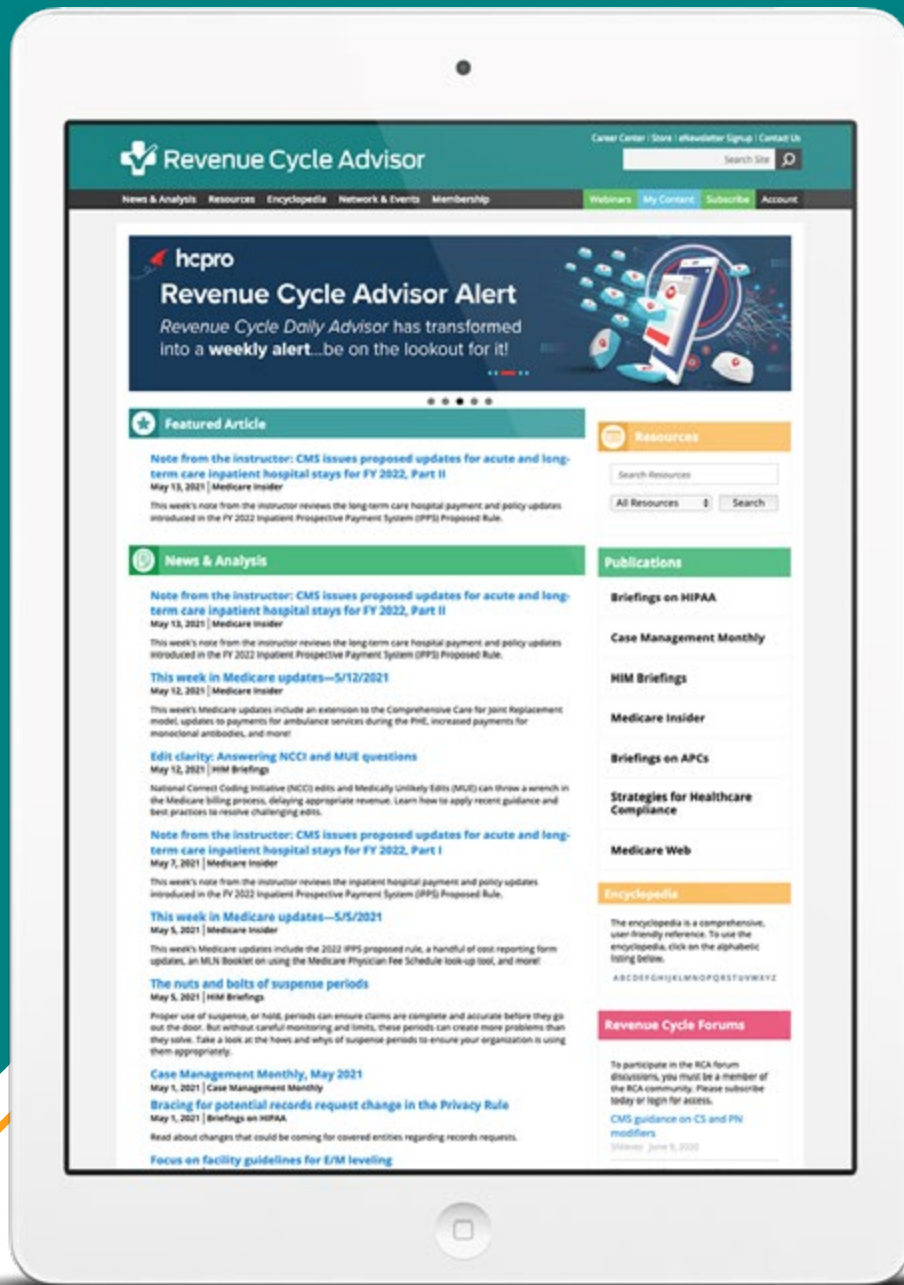 Career Center | Store | eNewsletter Signup | Contact Us
Revenue Cycle Advisor
Search Site
News & Analysis Resources Encyclopedia Network & Events Membership
Webinars My Content Subscribe Account
hcpro
Revenue Cycle Advisor Alert
Revenue Cycle Daily Advisor has transformed
into a weekly alert...be on the lookout for it!
Featured Article
Note from the instructor: CMS issues proposed updates for acute and long-
term care inpatient hospital stays for FY 2022, Part II
May 13, 2021 | Medicare Insider
This week's note from the instructor reviews the long-term care hospital payment and policy updates
introduced in the FY 2022 Inpatient Prospective Payment System (IPPS) Proposed Rule.
News & Analysis
Note from the instructor: CMS issues proposed updates for acute and long-
term care inpatient hospital stays for FY 2022, Part II
May 13, 2021 | Medicare Insider
This week's note from the instructor reviews the long-term care hospital payment and policy updates
introduced in the FY 2022 Inpatient Prospective Payment System (IPPS) Proposed Rule.
This week in Medicare updates—5/12/2021
May 12, 2021 | Medicare Insider
This week's Medicare updates include an extension to the Comprehensive Care for Joint Replacement
model, updates to payments for ambulance services during the PHE, increased payments for
monoclonal antibodies, and more!
Edit clarity: Answering NCCI and MUE questions
May 12, 2021 | HIM Briefings
National Correct Coding Initiative (NCCI) edits and Medically Unlikely Edits (MUE) can throw a wrench in
the Medicare billing process, delaying appropriate revenue. Learn how to apply recent guidance and
best practices to resolve challenging edits.
Note from the instructor: CMS issues proposed updates for acute and long-
term care inpatient hospital stays for FY 2022, Part I
May 7, 2021 | Medicare Insider
This week's note from the instructor reviews the inpatient hospital payment and policy updates
introduced in the FY 2022 Inpatient Prospective Payment System (IPPS) Proposed Rule.
This week in Medicare updates—5/5/2021
May 5, 2021 | Medicare Insider
This week's Medicare updates include the 2022 IPPS proposed rule, a handful of cost reporting form
updates, an MLN Booklet on using the Medicare Physician Fee Schedule look-up tool, and more!
The nuts and bolts of suspense periods
May 5, 2021 | HIM Briefings
Proper use of suspense, or hold, periods can ensure claims are complete and accurate before they go
out the door. But without careful monitoring and limits, these periods can create more problems than
they solve. Take a look at the hows and whys of suspense periods to ensure your organization is using
them appropriately.
Case Management Monthly, May 2021
May 1, 2021 | Case Management Monthly
Bracing for potential records request change in the Privacy Rule
May 1, 2021 | Briefings on HIPAA
Read about changes that could be coming for covered entities regarding records requests.
Focus on facility guidelines for E/M leveling
Resources
Search Resources
All Resources Search
Publications
Briefings on HIPAA
Case Management Monthly
HIM Briefings
Medicare Insider
Briefings on APCs
Strategies for Healthcare
Compliance
Medicare Web
Encyclopedia
The encyclopedia is a comprehensive,
user-friendly reference. To use the
encyclopedia, click on the alphabetic
listing below.
A B C D E F G H I J K L M N O P Q R S T U V W X Y Z
Revenue Cycle Forums
To participate in the RCA forum
discussions, you must be a member of
the RCA community. Please subscribe
today or login for access.
CMS guidance on CS and PN
modifiers
June 9, 2020